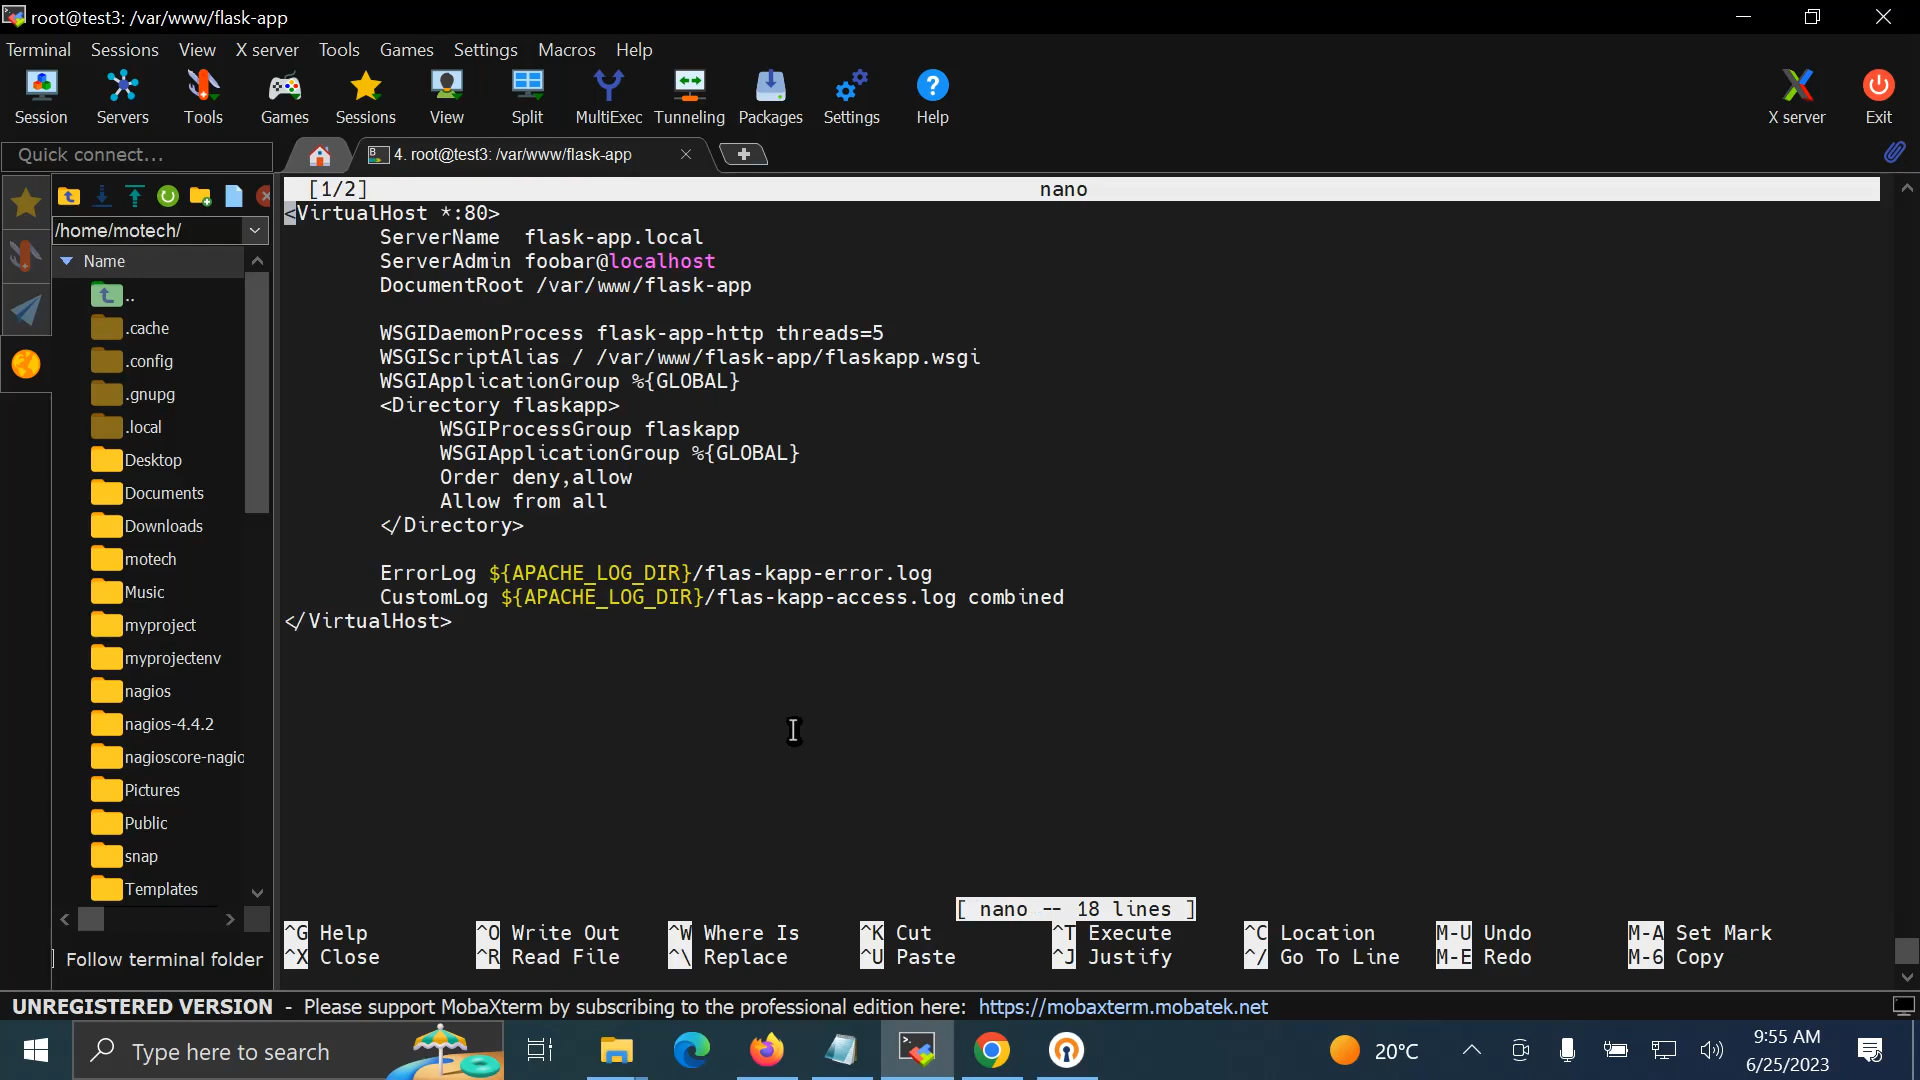 root@test3: /var/www/flask-app
Terminal Sessions View X server Tools Games Settings Macros Help
Session Servers Tools Games Sessions View Split MultiExec Tunneling Packages Settings Help X server Exit
Quick connect...
4. root@test3: /var/www/flask-app
/home/motech/
Name
..
.cache
.config
.gnupg
.local
Desktop
Documents
Downloads
motech
Music
myproject
myprojectenv
nagios
nagios-4.4.2
nagioscore-nagio
Pictures
Public
snap
Templates
Follow terminal folder
[1/2] nano
<VirtualHost *:80>
ServerName flask-app.local
ServerAdmin foobar@localhost
DocumentRoot /var/www/flask-app
WSGIDaemonProcess flask-app-http threads=5
WSGIScriptAlias / /var/www/flask-app/flaskapp.wsgi
WSGIApplicationGroup %{GLOBAL}
<Directory flaskapp>
WSGIProcessGroup flaskapp
WSGIApplicationGroup %{GLOBAL}
Order deny,allow
Allow from all
</Directory>
ErrorLog ${APACHE_LOG_DIR}/flas-kapp-error.log
CustomLog ${APACHE_LOG_DIR}/flas-kapp-access.log combined
</VirtualHost>
[ nano -- 18 lines ]
^G Help ^O Write Out ^W Where Is ^K Cut ^T Execute ^C Location M-U Undo M-A Set Mark
^X Close ^R Read File ^\ Replace ^U Paste ^J Justify ^/ Go To Line M-E Redo M-6 Copy
UNREGISTERED VERSION - Please support MobaXterm by subscribing to the professional edition here: https://mobaxterm.mobatek.net
Type here to search
20°C
9:55 AM
6/25/2023